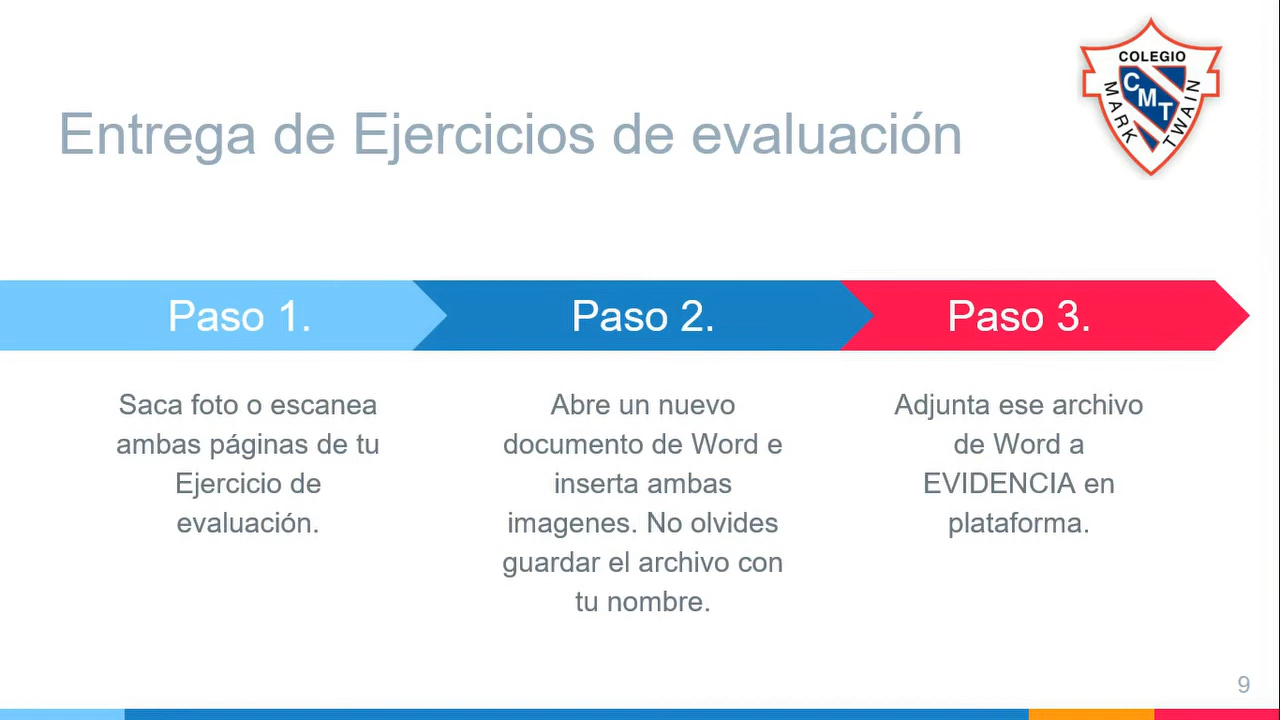 COLEGIO
CMT
MARK TWAIN
Entrega de Ejercicios de evaluación
Paso 1.
Paso 2.
Paso 3.
Saca foto o escanea
ambas páginas de tu
Ejercicio de
evaluación.
Abre un nuevo
documento de Word e
inserta ambas
imagenes. No olvides
guardar el archivo con
tu nombre.
Adjunta ese archivo
de Word a
EVIDENCIA en
plataforma.
9